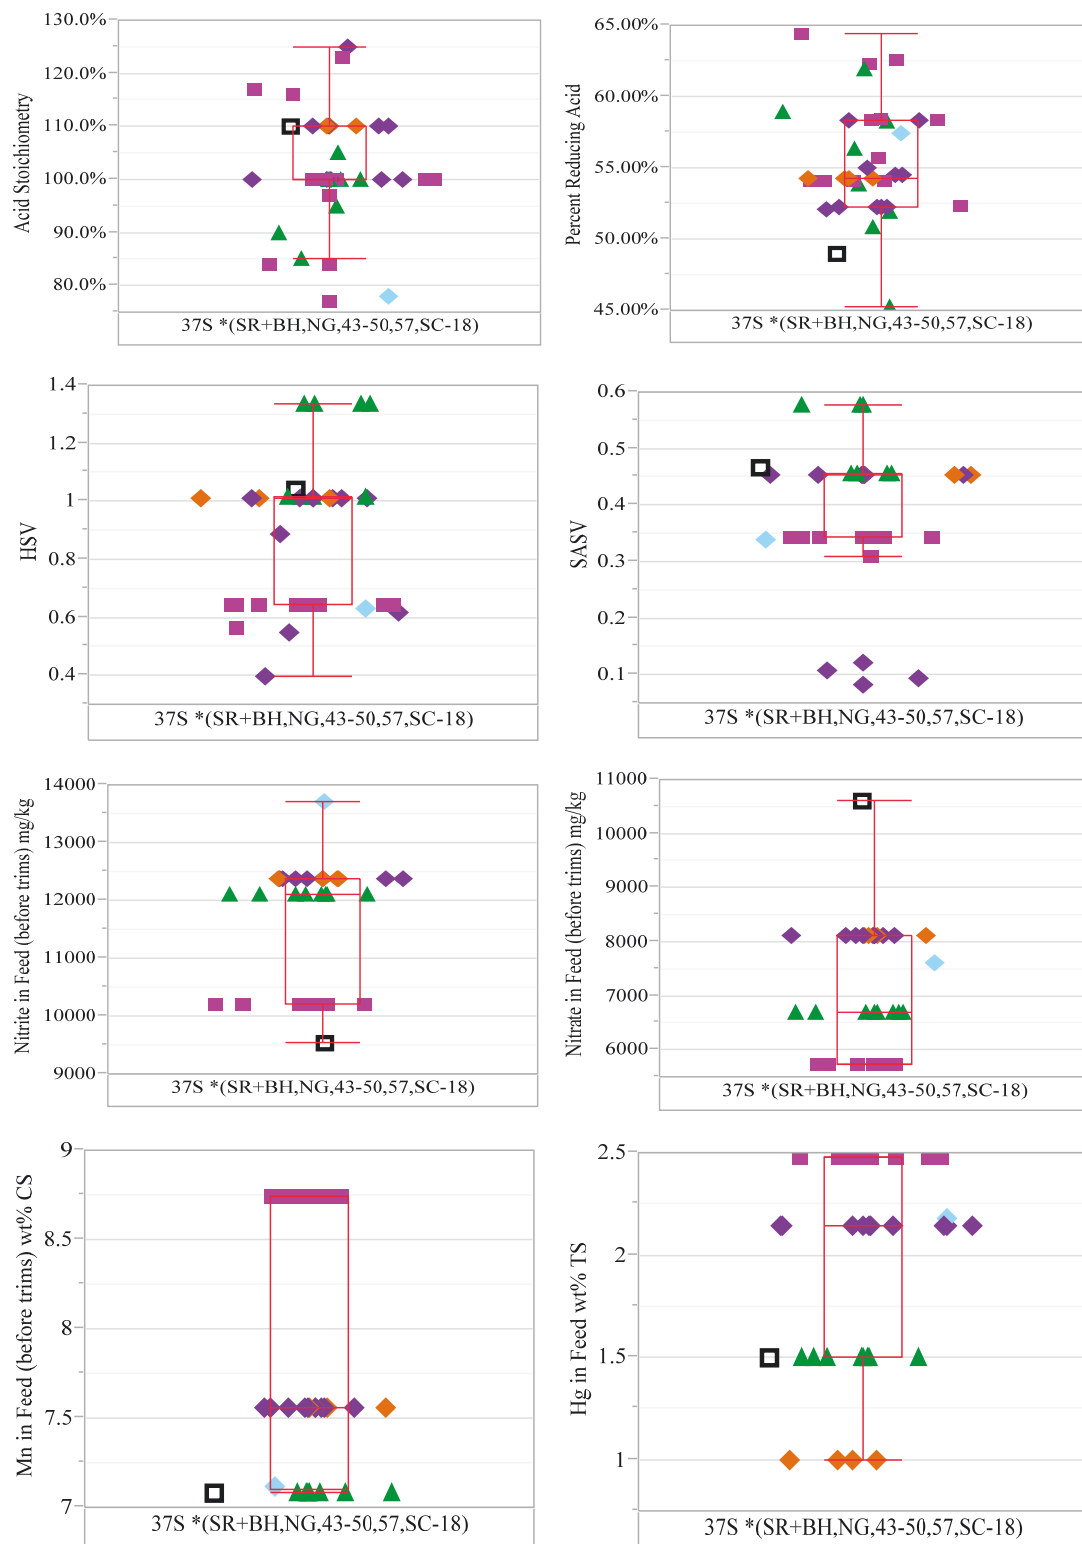 130.0%
120.0%
110.0%
100.0%
90.0%
80.0%
Acid Stoichiometry
37S *(SR+BH,NG,43-50,57,SC-18)
65.00%
60.00%
55.00%
50.00%
45.00%
Percent Reducing Acid
37S *(SR+BH,NG,43-50,57,SC-18)
1.4
1.2
1
0.8
0.6
0.4
HSV
37S *(SR+BH,NG,43-50,57,SC-18)
0.6
0.5
0.4
0.3
0.2
0.1
SASV
37S *(SR+BH,NG,43-50,57,SC-18)
14000
13000
12000
11000
10000
9000
Nitrite in Feed (before trims) mg/kg
37S *(SR+BH,NG,43-50,57,SC-18)
11000
10000
9000
8000
7000
6000
Nitrate in Feed (before trims) mg/kg
37S *(SR+BH,NG,43-50,57,SC-18)
9
8.5
8
7.5
7
Mn in Feed (before trims) wt% CS
37S *(SR+BH,NG,43-50,57,SC-18)
2.5
2
1.5
1
Hg in Feed wt% TS
37S *(SR+BH,NG,43-50,57,SC-18)